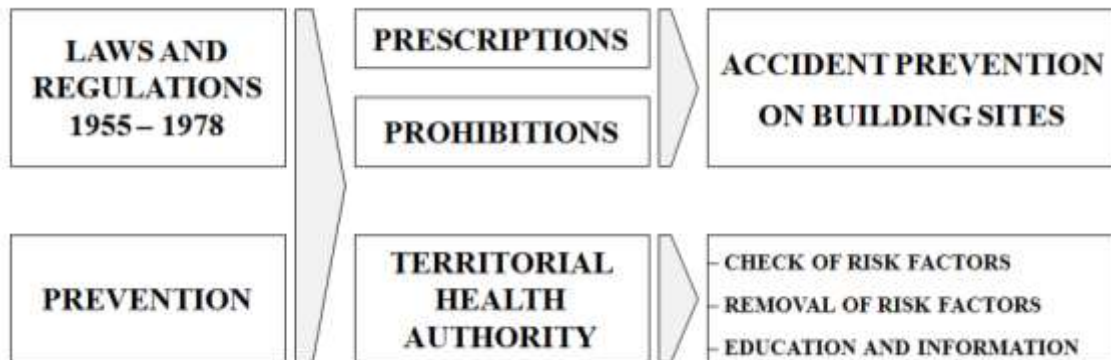 LAWS AND
REGULATIONS
1955 – 1978
PRESCRIPTIONS
PROHIBITIONS
ACCIDENT PREVENTION
ON BUILDING SITES
PREVENTION
TERRITORIAL
HEALTH
AUTHORITY
– CHECK OF RISK FACTORS
– REMOVAL OF RISK FACTORS
– EDUCATION AND INFORMATION